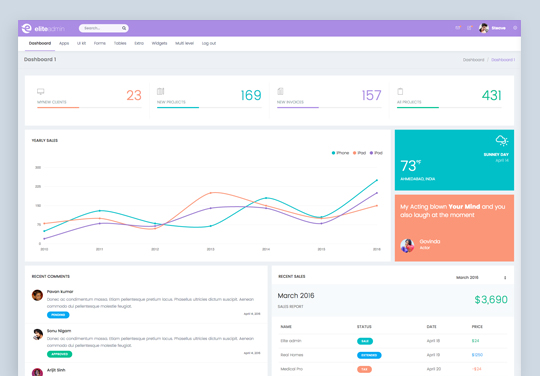 eliteadmin
Search...
Steave
Dashboard
Apps
UI Kit
Forms
Tables
Extra
Widgets
Multi level
Log out
Dashboard 1
Dashboard / Dashboard 1
23
169
157
431
NEW CLIENTS
NEW PROJECTS
NEW INVOICES
All PROJECTS
YEARLY SALES
iPhone
iPad
iPod
300
225
150
75
0
2010
2011
2012
2013
2014
2015
2016
73°F
AHMEDABAD, INDIA
SUNNEY DAY
April 14
My Acting blown Your Mind and you
also laugh at the moment
Govinda
Actor
RECENT COMMENTS
Pavan kumar
Donec ac condimentum massa. Etiam pellentesque pretium lacus. Phasellus ultricies dictum suscipit. Aenean
commodo dui pellentesque molestie feugiat.
PENDING
April 14, 2016
Sonu Nigam
Donec ac condimentum massa. Etiam pellentesque pretium lacus. Phasellus ultricies dictum suscipit. Aenean
commodo dui pellentesque molestie feugiat.
APPROVED
April 14, 2016
Arijit Sinh
RECENT SALES
March 2016
March 2016
SALES REPORT
$3,690
NAME STATUS DATE PRICE
Elite admin SALE April 18 $24
Real Homes EXTENDED April 19 $1250
Medical Pro TAX April 20 -$24